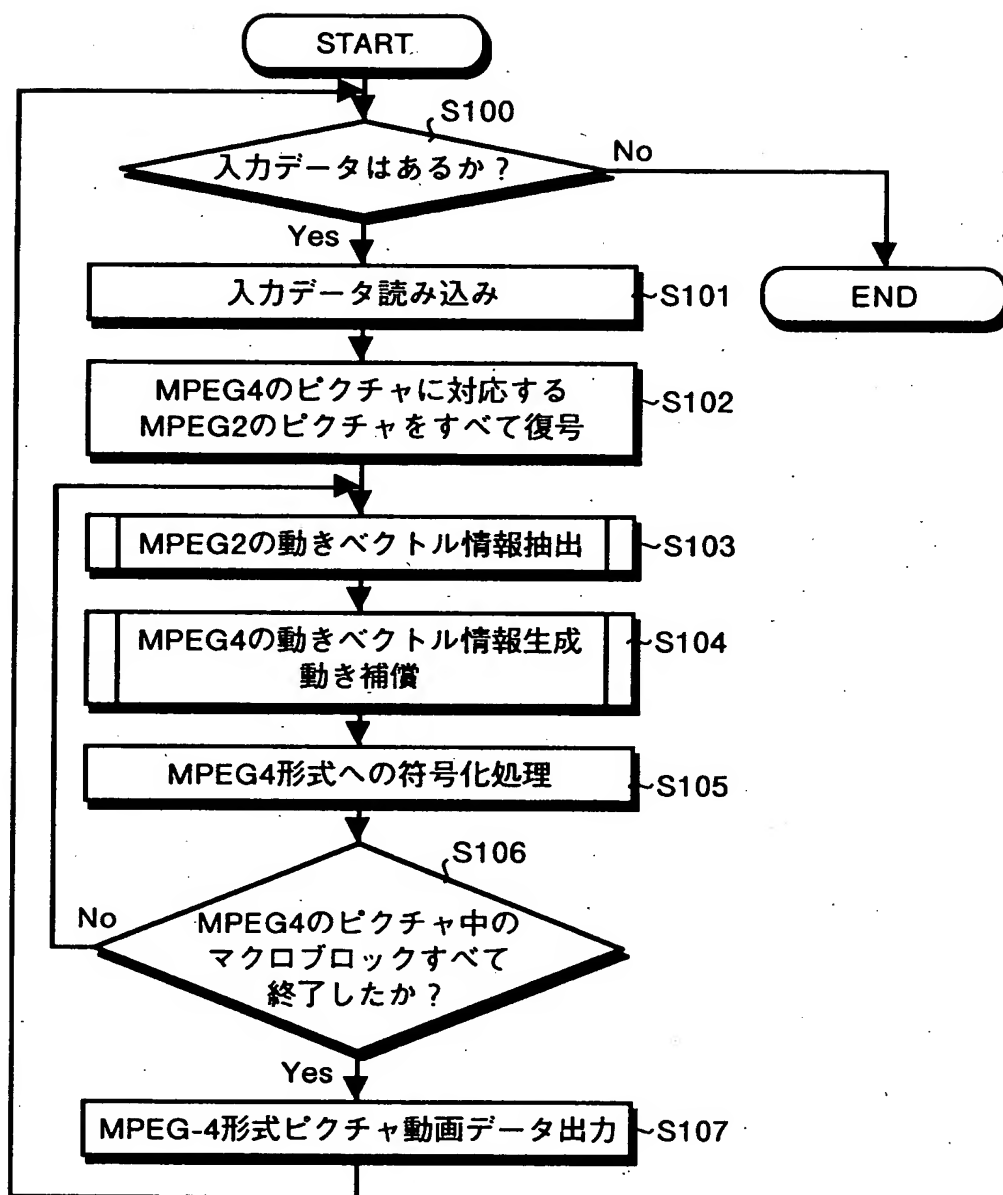 START
S100
入力データはあるか？
No
Yes
入力データ読み込み
S101
END
MPEG4のピクチャに対応する
MPEG2のピクチャをすべて復号
S102
MPEG2の動きベクトル情報抽出
S103
MPEG4の動きベクトル情報生成
動き補償
S104
MPEG4形式への符号化処理
S105
S106
No
MPEG4のピクチャ中の
マクロブロックすべて
終了したか？
Yes
MPEG-4形式ピクチャ動画データ出力
S107